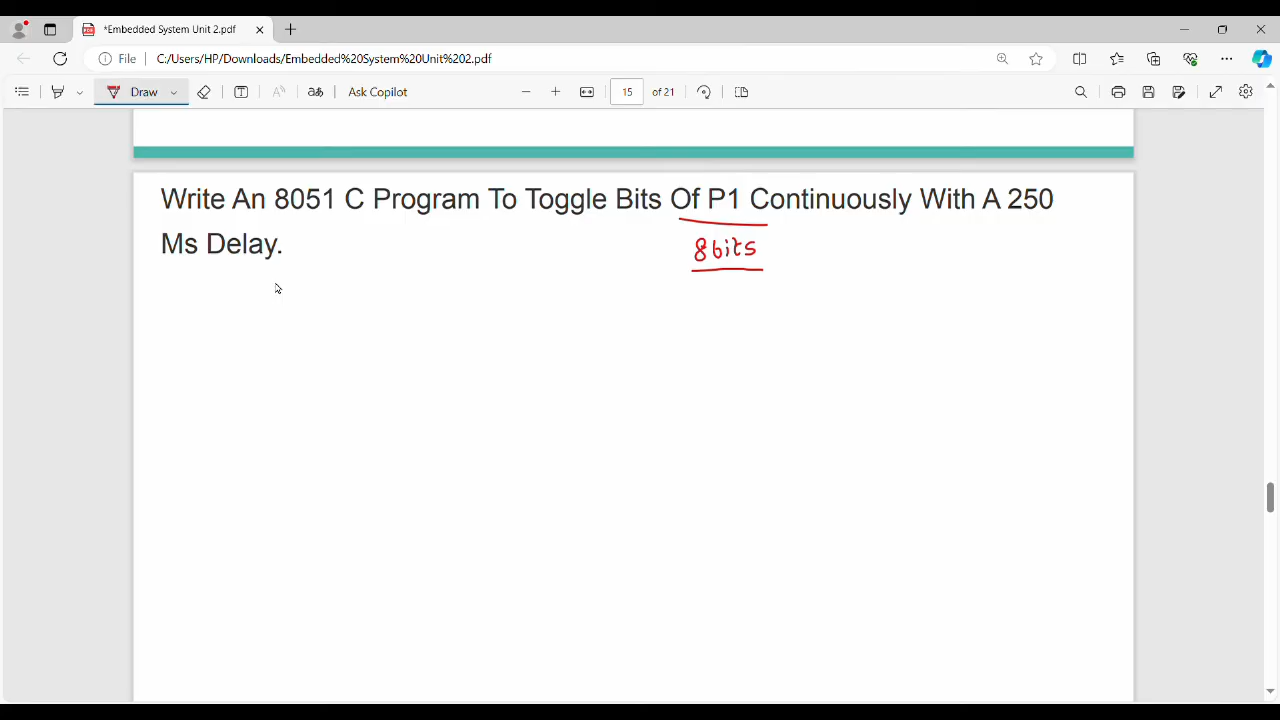 *Embedded System Unit 2.pdf
File C:/Users/HP/Downloads/Embedded%20System%20Unit%202.pdf
Draw Ask Copilot 15 of 21
Write An 8051 C Program To Toggle Bits Of P1 Continuously With A 250
Ms Delay.
8bits